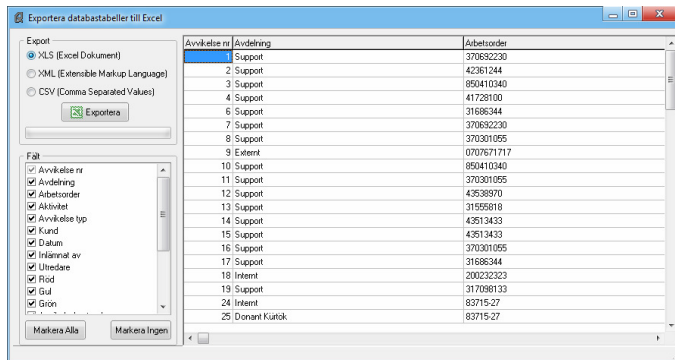 Exportera databastabeller till Excel
Export
XLS (Excel Dokument)
XML (Extensible Markup Language)
CSV (Comma Separated Values)
Exportera
Fält
Avvikelse nr
Avdelning
Arbetsorder
Aktivitet
Avvikelse typ
Kund
Datum
Inlämnat av
Utredare
Röd
Gul
Grön
Markera Alla Markera Ingen
Avvikelse nr Avdelning Arbetsorder
1 Support 370692230
2 Support 42361244
3 Support 850410340
4 Support 41728100
6 Support 31686344
7 Support 370692230
8 Support 370301055
9 Externt 0707671717
10 Support 850410340
11 Support 370301055
12 Support 43538970
13 Support 31555818
14 Support 43513433
15 Support 43513433
16 Support 370301055
17 Support 31686344
18 Internt 200232323
19 Support 317098133
24 Internt 83715-27
25 Donant Kürtök 83715-27